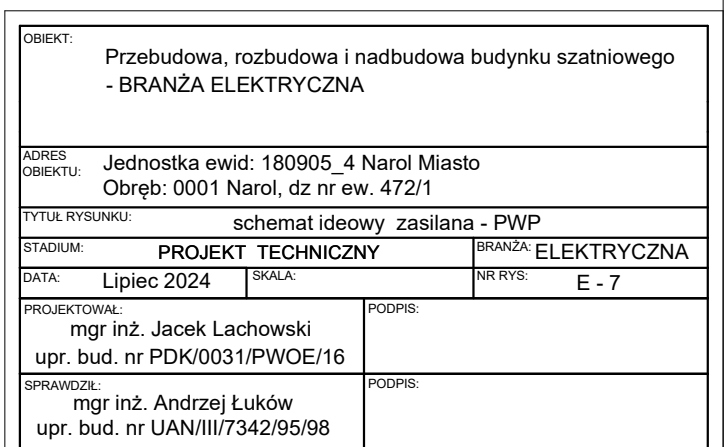 OBIEKT:
Przebudowa, rozbudowa i nadbudowa budynku szatniowego
- BRANŻA ELEKTRYCZNA
ADRES
OBIEKTU:
Jednostka ewid: 180905_4 Narol Miasto
Obręb: 0001 Narol, dz nr ew. 472/1
TYTUŁ RYSUNKU: schemat ideowy zasilana - PWP
STADIUM: PROJEKT TECHNICZNY BRANŻA: ELEKTRYCZNA
DATA: Lipiec 2024 SKALA: NR RYS: E - 7
PROJEKTOWAŁ: PODPIS:
mgr inż. Jacek Lachowski
upr. bud. nr PDK/0031/PWOE/16
SPRAWDZIŁ: PODPIS:
mgr inż. Andrzej Łuków
upr. bud. nr UAN/III/7342/95/98